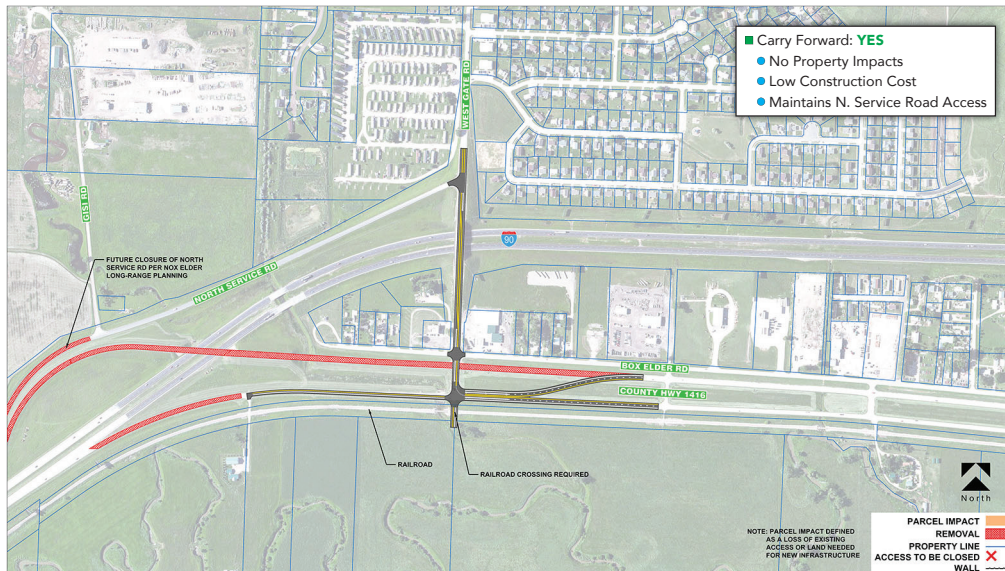 Carry Forward: YES
No Property Impacts
Low Construction Cost
Maintains N. Service Road Access
WEST GATE RD
GISI RD
90
FUTURE CLOSURE OF NORTH
SERVICE RD PER NOX ELDER
LONG-RANGE PLANNING
NORTH SERVICE RD
BOX ELDER RD
COUNTY HWY 1416
RAILROAD
RAILROAD CROSSING REQUIRED
North
NOTE: PARCEL IMPACT DEFINED
AS A LOSS OF EXISTING
ACCESS OR LAND NEEDED
FOR NEW INFRASTRUCTURE
PARCEL IMPACT
REMOVAL
PROPERTY LINE
ACCESS TO BE CLOSED
WALL